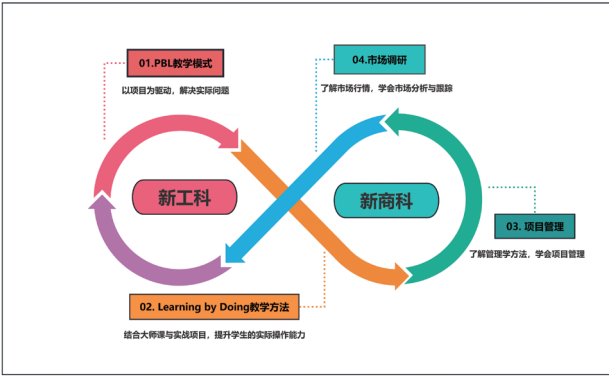 01.PBL教学模式
以项目为驱动，解决实际问题
04.市场调研
了解市场行情，学会市场分析与跟踪
新工科
新商科
03. 项目管理
了解管理学方法，学会项目管理
02. Learning by Doing教学方法
结合大师课与实战项目，提升学生的实际操作能力